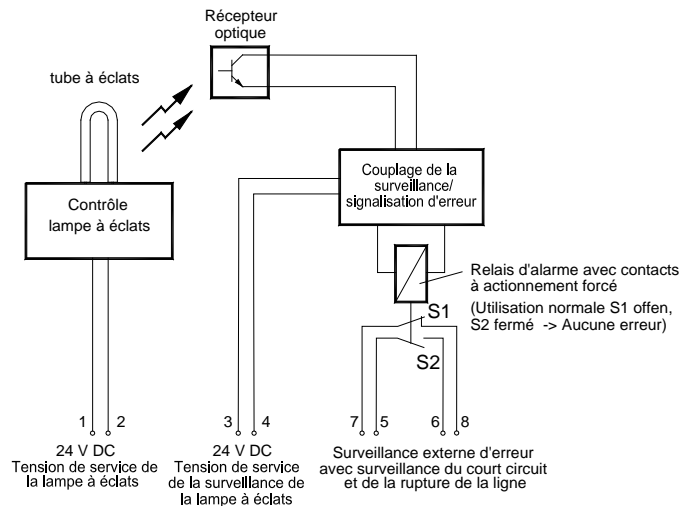 Récepteur
optique
tube à éclats
Contrôle
lampe à éclats
Couplage de la
surveillance/
signalisation d'erreur
Relais d'alarme avec contacts
à actionnement forcé
(Utilisation normale S1 offen,
S2 fermé -> Aucune erreur)
S1
S2
1 2
3 4
7 5
6 8
24 V DC
Tension de service de
la lampe à éclats
24 V DC
Tension de service
de la surveillance de
la lampe à éclats
Surveillance externe d'erreur
avec surveillance du court circuit
et de la rupture de la ligne